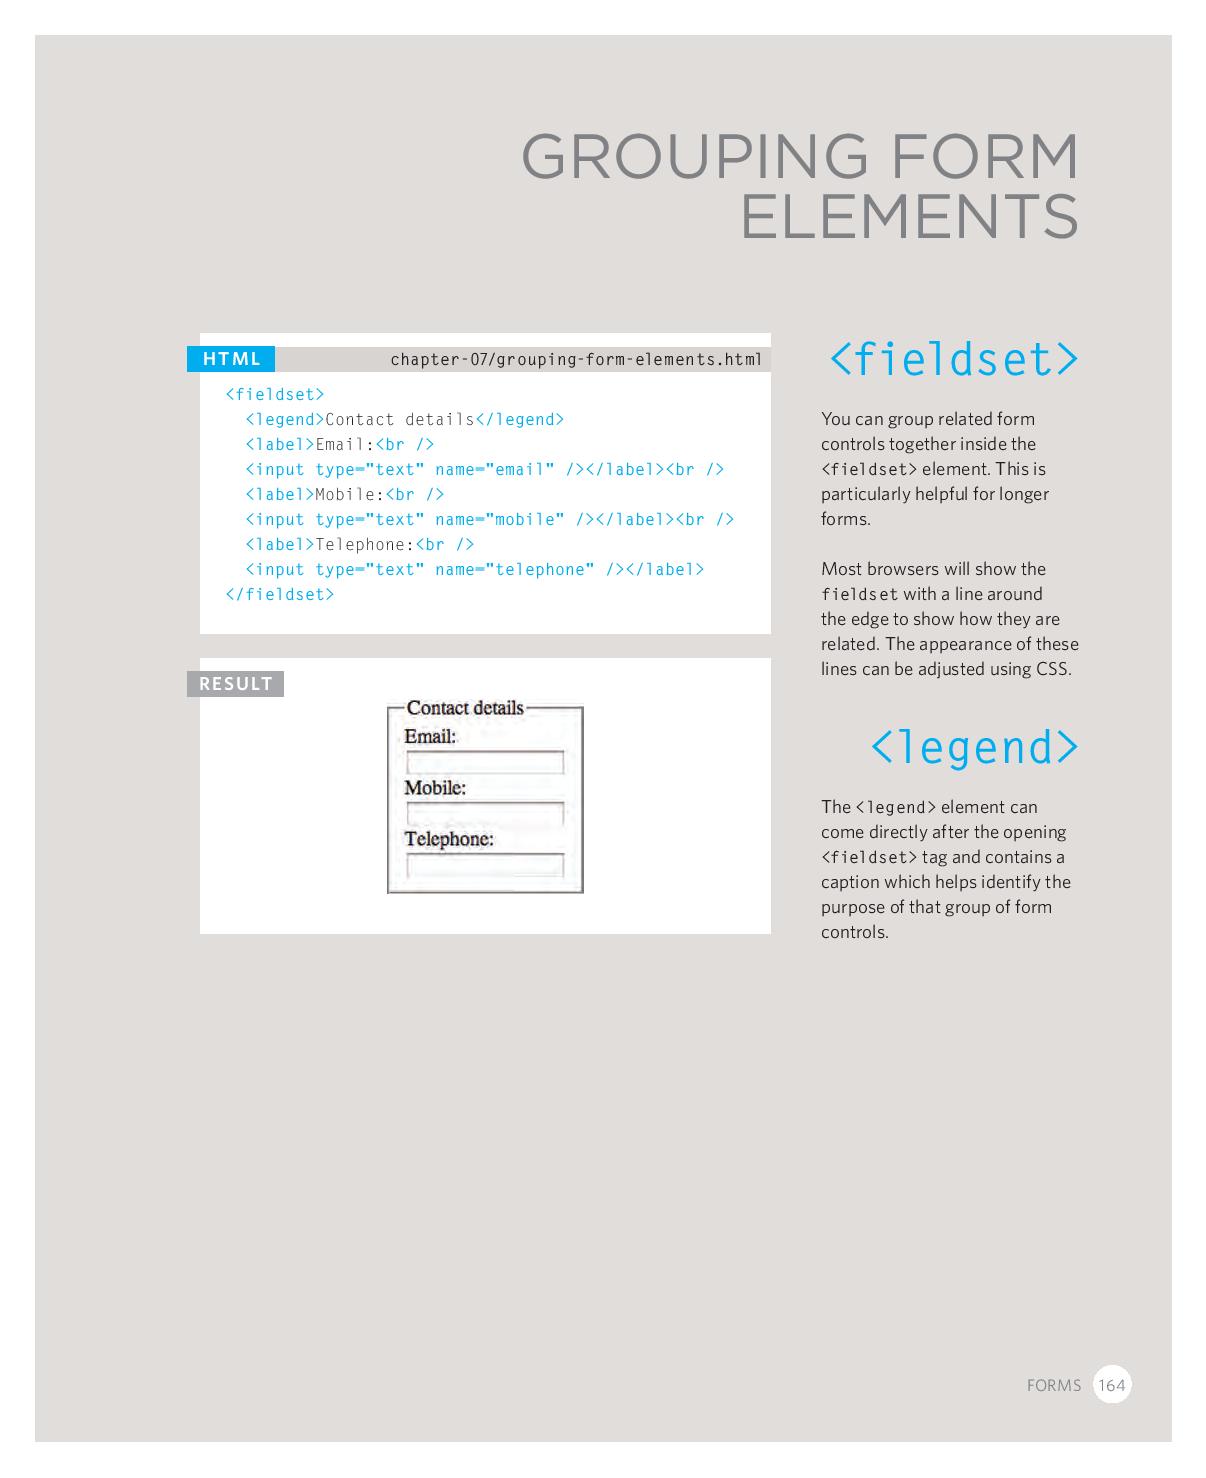 GROUPING FORM
ELEMENTS
HTML
chapter-07/grouping-form-elements.html
<fieldset>
<legend>Contact details</legend>
<label>Email:<br />
<input type="text" name="email" /></label><br />
<label>Mobile:<br />
<input type="text" name="mobile" /></label><br />
<label>Telephone:<br />
<input type="text" name="telephone" /></label>
</fieldset>
RESULT
Contact details
Email:
Mobile:
Telephone:
<fieldset>
You can group related form
controls together inside the
<fieldset> element. This is
particularly helpful for longer
forms.
Most browsers will show the
fieldset with a line around
the edge to show how they are
related. The appearance of these
lines can be adjusted using CSS.
<legend>
The <legend> element can
come directly after the opening
<fieldset> tag and contains a
caption which helps identify the
purpose of that group of form
controls.
FORMS 164